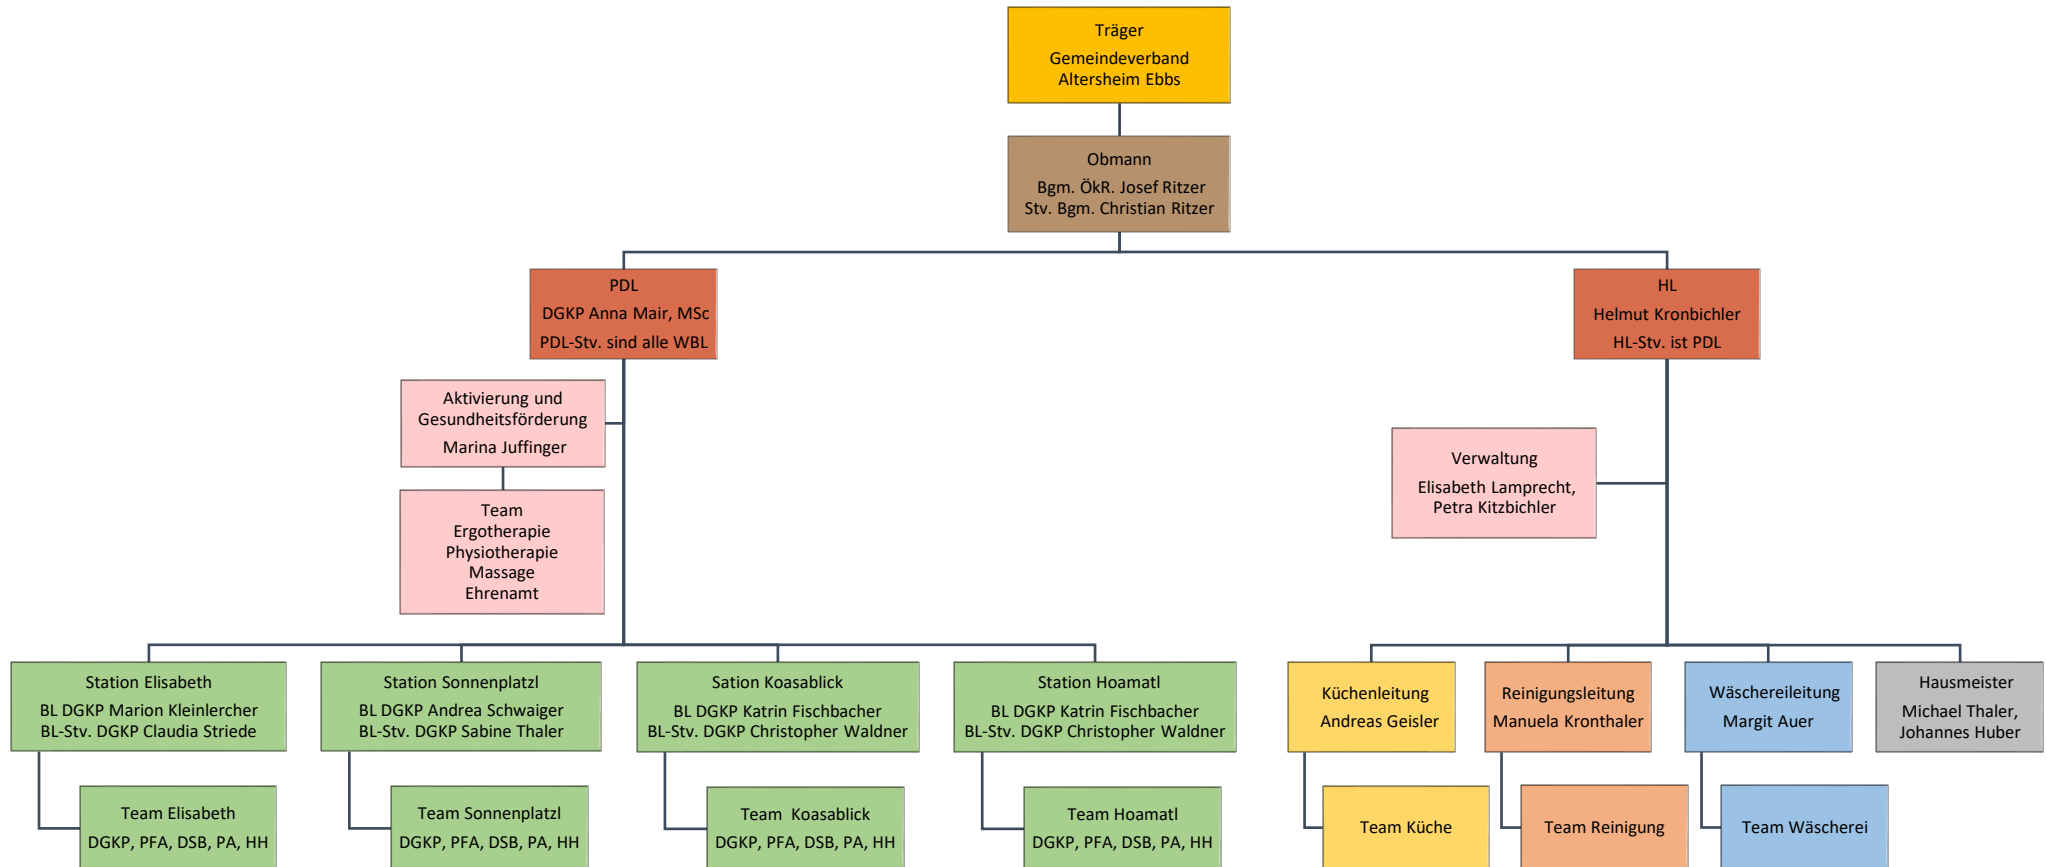 Träger
Gemeindeverband
Altersheim Ebbs
Obmann
Bgm. ÖkR. Josef Ritzer
Stv. Bgm. Christian Ritzer
PDL
DGKP Anna Mair, MSc
PDL-Stv. sind alle WBL
HL
Helmut Kronbichler
HL-Stv. ist PDL
Aktivierung und
Gesundheitsförderung
Marina Juffinger
Team
Ergotherapie
Physiotherapie
Massage
Ehrenamt
Verwaltung
Elisabeth Lamprecht,
Petra Kitzbichler
Station Elisabeth
BL DGKP Marion Kleinlercher
BL-Stv. DGKP Claudia Striede
Station Sonnenplatzl
BL DGKP Andrea Schwaiger
BL-Stv. DGKP Sabine Thaler
Sation Koasablick
BL DGKP Katrin Fischbacher
BL-Stv. DGKP Christopher Waldner
Station Hoamatl
BL DGKP Katrin Fischbacher
BL-Stv. DGKP Christopher Waldner
Küchenleitung
Andreas Geisler
Reinigungsleitung
Manuela Kronthaler
Wäschereileitung
Margit Auer
Hausmeister
Michael Thaler,
Johannes Huber
Team Elisabeth
DGKP, PFA, DSB, PA, HH
Team Sonnenplatzl
DGKP, PFA, DSB, PA, HH
Team Koasablick
DGKP, PFA, DSB, PA, HH
Team Hoamatl
DGKP, PFA, DSB, PA, HH
Team Küche
Team Reinigung
Team Wäscherei